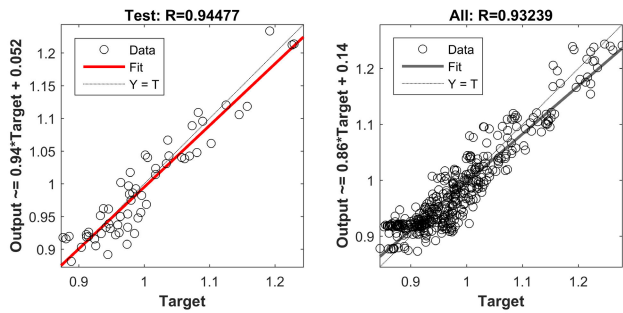 Test: R=0.94477
Output ~= 0.94*Target + 0.052
1.2
1.15
1.1
1.05
1
0.95
0.9
Data
Fit
Y = T
0.9
1
1.1
1.2
Target
All: R=0.93239
Output ~= 0.86*Target + 0.14
1.2
1.1
1
0.9
Data
Fit
Y = T
0.9
1
1.1
1.2
Target